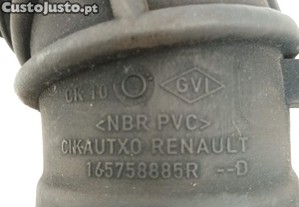 CustoJusto.pt
CK 10 GVI
<NBR PVC>
CIKAUTXO RENAULT
165758885R --D